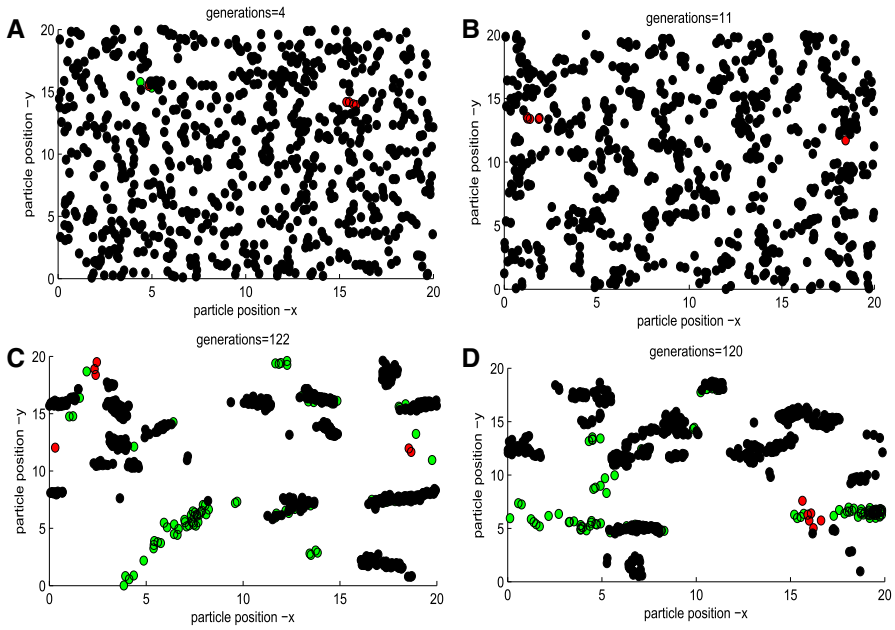 A
generations=4
particle position −y
20
15
10
5
0
0 5 10 15 20
particle position −x
B
generations=11
particle position −y
20
15
10
5
0
0 5 10 15 20
particle position −x
C
generations=122
particle position −y
20
15
10
5
0
0 5 10 15 20
particle position −x
D
generations=120
particle position −y
20
15
10
5
0
0 5 10 15 20
particle position −x